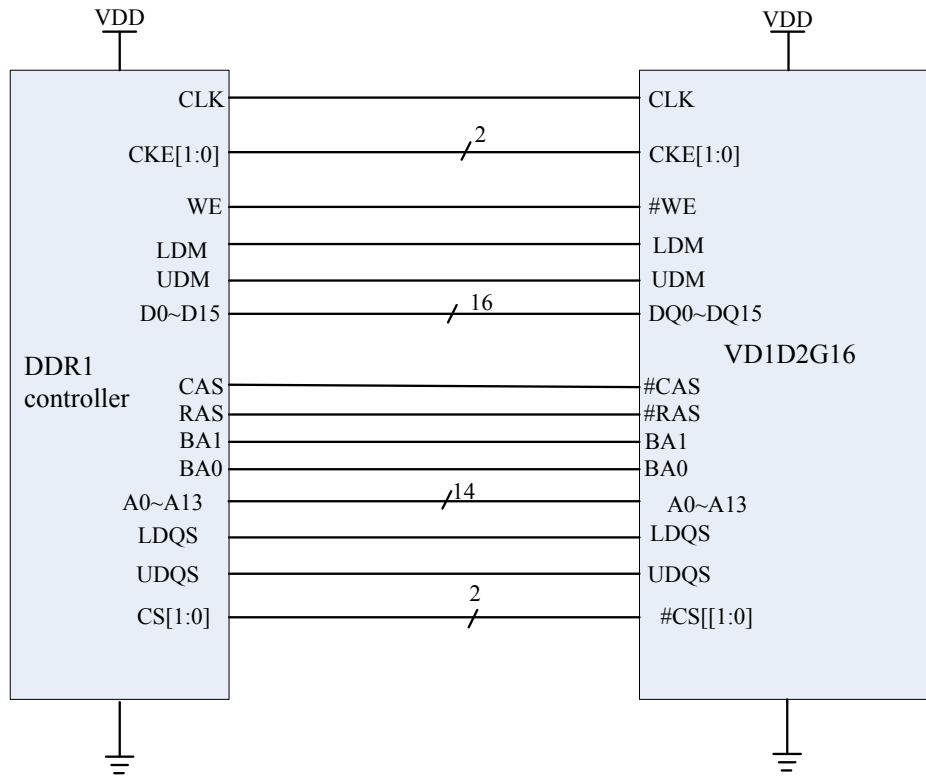 VDD VDD
CLK CLK
CKE[1:0] 2 CKE[1:0]
WE #WE
LDM LDM
UDM UDM
D0~D15 16 DQ0~DQ15
DDR1
controller
VD1D2G16
CAS #CAS
RAS #RAS
BA1 BA1
BA0 BA0
A0~A13 14 A0~A13
LDQS LDQS
UDQS UDQS
CS[1:0] 2 #CS[[1:0]